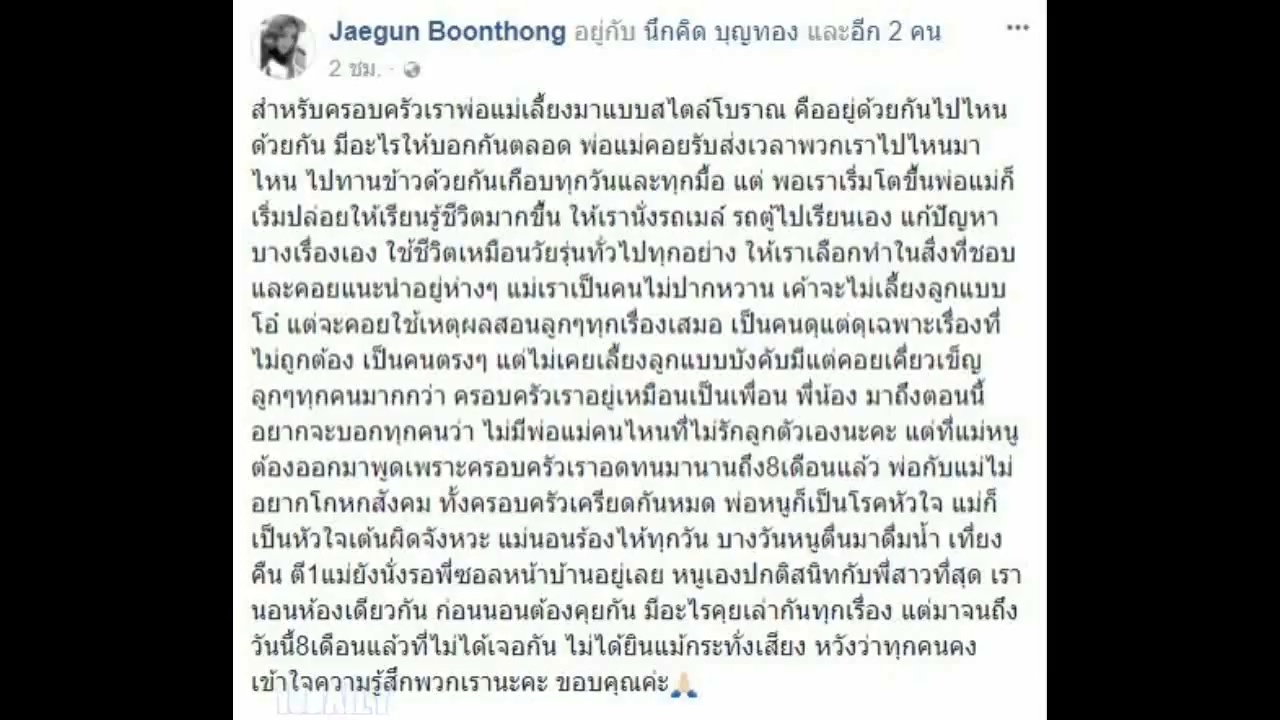 Jaegun Boonthong อยู่กับ นึกคิด บุญทอง และอีก 2 คน
2 ชม. ·
สำหรับครอบครัวเราพ่อแม่เลี้ยงมาแบบสไตล์โบราณ คืออยู่ด้วยกันไปไหน
ด้วยกัน มีอะไรให้บอกกันตลอด พ่อแม่คอยรับส่งเวลาพวกเราไปไหนมา
ไหน ไปทานข้าวด้วยกันเกือบทุกวันและทุกมื้อ แต่ พอเราเริ่มโตขึ้นพ่อแม่ก็
เริ่มปล่อยให้เรียนรู้ชีวิตมากขึ้น ให้เรานั่งรถเมล์ รถตู้ไปเรียนเอง แก้ปัญหา
บางเรื่องเอง ใช้ชีวิตเหมือนวัยรุ่นทั่วไปทุกอย่าง ให้เราเลือกทำในสิ่งที่ชอบ
และคอยแนะนำอยู่ห่างๆ แม่เราเป็นคนไม่ปากหวาน เค้าจะไม่เลี้ยงลูกแบบ
โอ๋ แต่จะคอยใช้เหตุผลสอนลูกๆทุกเรื่องเสมอ เป็นคนดุแต่ดุเฉพาะเรื่องที่
ไม่ถูกต้อง เป็นคนตรงๆ แต่ไม่เคยเลี้ยงลูกแบบบังคับมีแต่คอยเคี่ยวเข็ญ
ลูกๆทุกคนมากกว่า ครอบครัวเราอยู่เหมือนเป็นเพื่อน พี่น้อง มาถึงตอนนี้
อยากจะบอกทุกคนว่า ไม่มีพ่อแม่คนไหนที่ไม่รักลูกตัวเองนะคะ แต่ที่แม่หนู
ต้องออกมาพูดเพราะครอบครัวเราอดทนมานานถึง8เดือนแล้ว พ่อกับแม่ไม่
อยากโกหกสังคม ทั้งครอบครัวเครียดกันหมด พ่อหนูก็เป็นโรคหัวใจ แม่ก็
เป็นหัวใจเต้นผิดจังหวะ แม่นอนร้องไห้ทุกวัน บางวันหนูตื่นมาดื่มน้ำ เที่ยง
คืน ตี1แม่ยังนั่งรอพี่ซอลหน้าบ้านอยู่เลย หนูเองปกติสนิทกับพี่สาวที่สุด เรา
นอนห้องเดียวกัน ก่อนนอนต้องคุยกัน มีอะไรคุยเล่ากันทุกเรื่อง แต่มาจนถึง
วันนี้8เดือนแล้วที่ไม่ได้เจอกัน ไม่ได้ยินแม้กระทั่งเสียง หวังว่าทุกคนคง
เข้าใจความรู้สึกพวกเรานะคะ ขอบคุณค่ะ🙏🏻